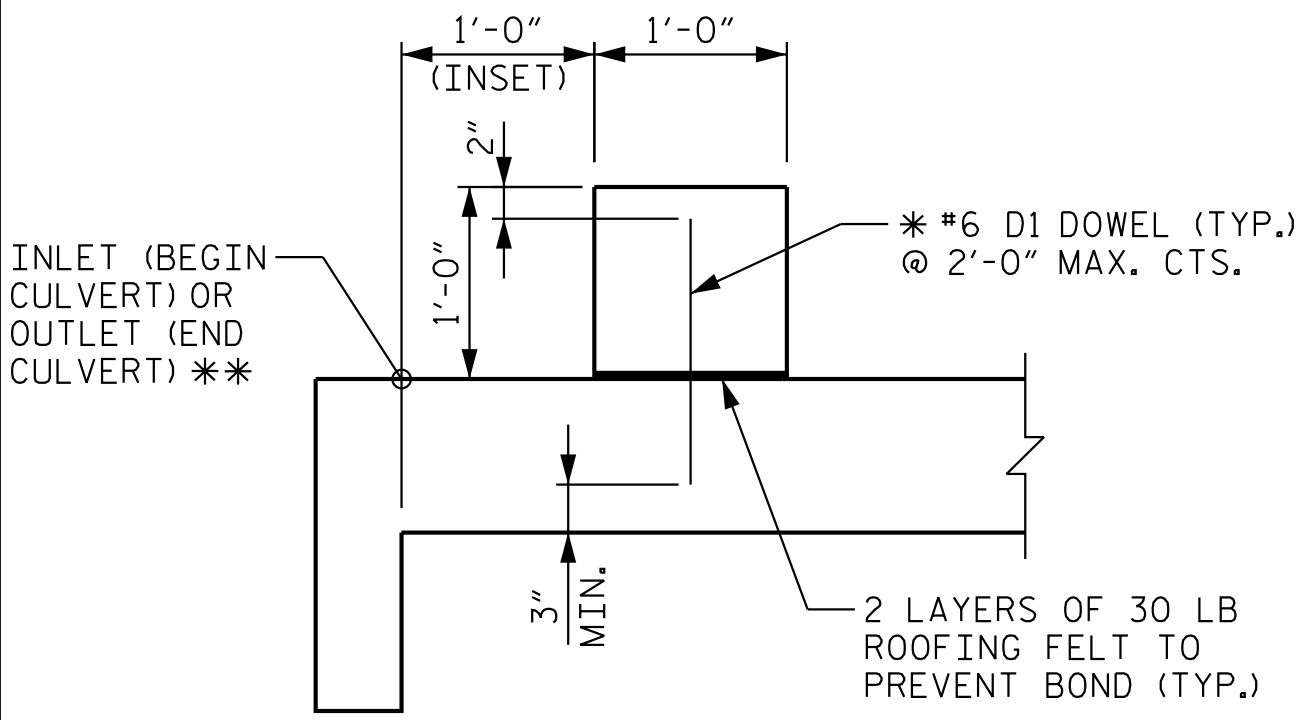 1'-0"
1'-0"
(INSET)
2"
1'-0"
✳ #6 D1 DOWEL (TYP.)
@ 2'-0" MAX. CTS.
INLET (BEGIN
CULVERT) OR
OUTLET (END
CULVERT) ✳✳
3"
MIN.
2 LAYERS OF 30 LB
ROOFING FELT TO
PREVENT BOND (TYP.)